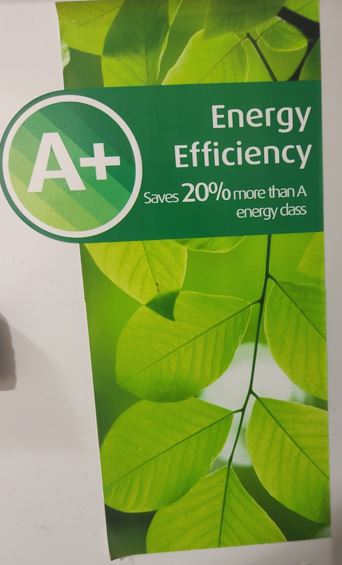 A+
Energy
Efficiency
Saves 20% more than A
energy class